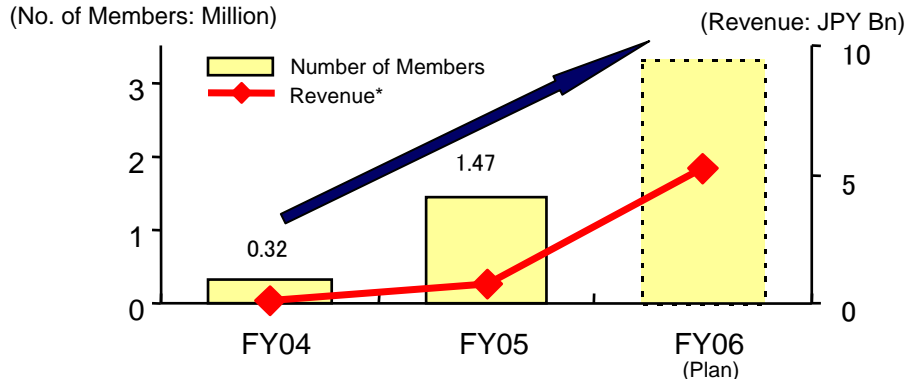 (No. of Members: Million)
(Revenue: JPY Bn)
Number of Members
Revenue*
3
2
1
0
10
5
0
0.32
1.47
FY04
FY05
FY06
(Plan)